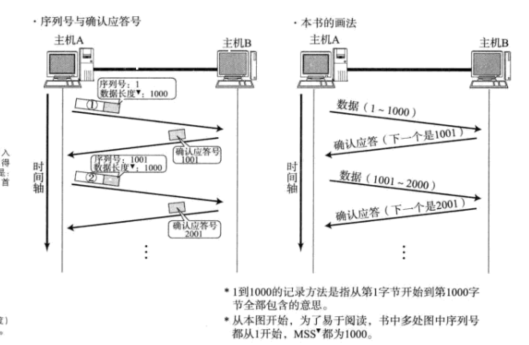 · 序列号与确认应答号
主机A
主机B
序列号：1
数据长度▼：1000
①
确认应答号
1001
序列号：1001
数据长度▼：1000
②
确认应答号
2001
时间轴
⋮
· 本书的画法
主机A
主机B
数据（1~1000）
确认应答（下一个是1001）
数据（1001~2000）
确认应答（下一个是2001）
时间轴
⋮
* 1到1000的记录方法是指从第1字节开始到第1000字
节全部包含的意思。
* 从本图开始，为了易于阅读，书中多处图中序列号
都从1开始，MSS▼都为1000。
入
得
是:
首
）
。